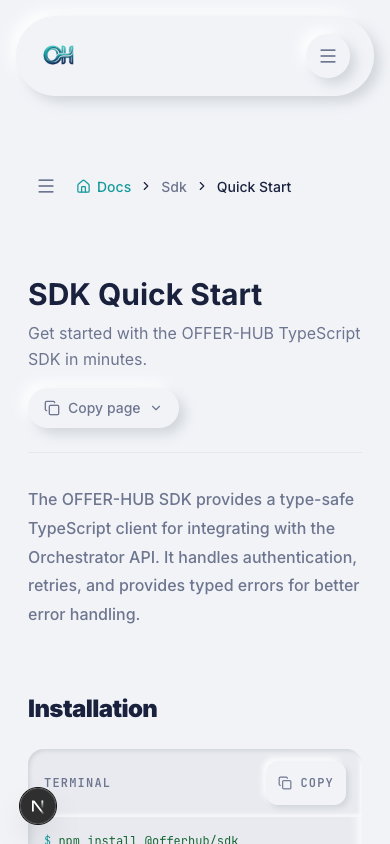 OH
Docs > Sdk > Quick Start
SDK Quick Start
Get started with the OFFER-HUB TypeScript
SDK in minutes.
Copy page
The OFFER-HUB SDK provides a type-safe
TypeScript client for integrating with the
Orchestrator API. It handles authentication,
retries, and provides typed errors for better
error handling.
Installation
TERMINAL COPY
N
$ npm install @offerhub/sdk